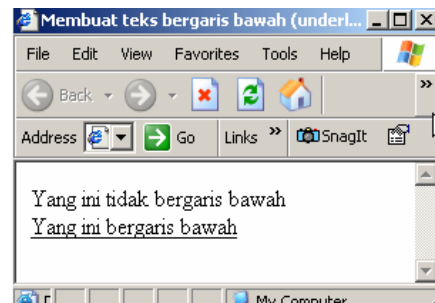 Membuat teks bergaris bawah (underl...
File Edit View Favorites Tools Help
Back
Address Go Links SnagIt
Yang ini tidak bergaris bawah
Yang ini bergaris bawah
My Computer